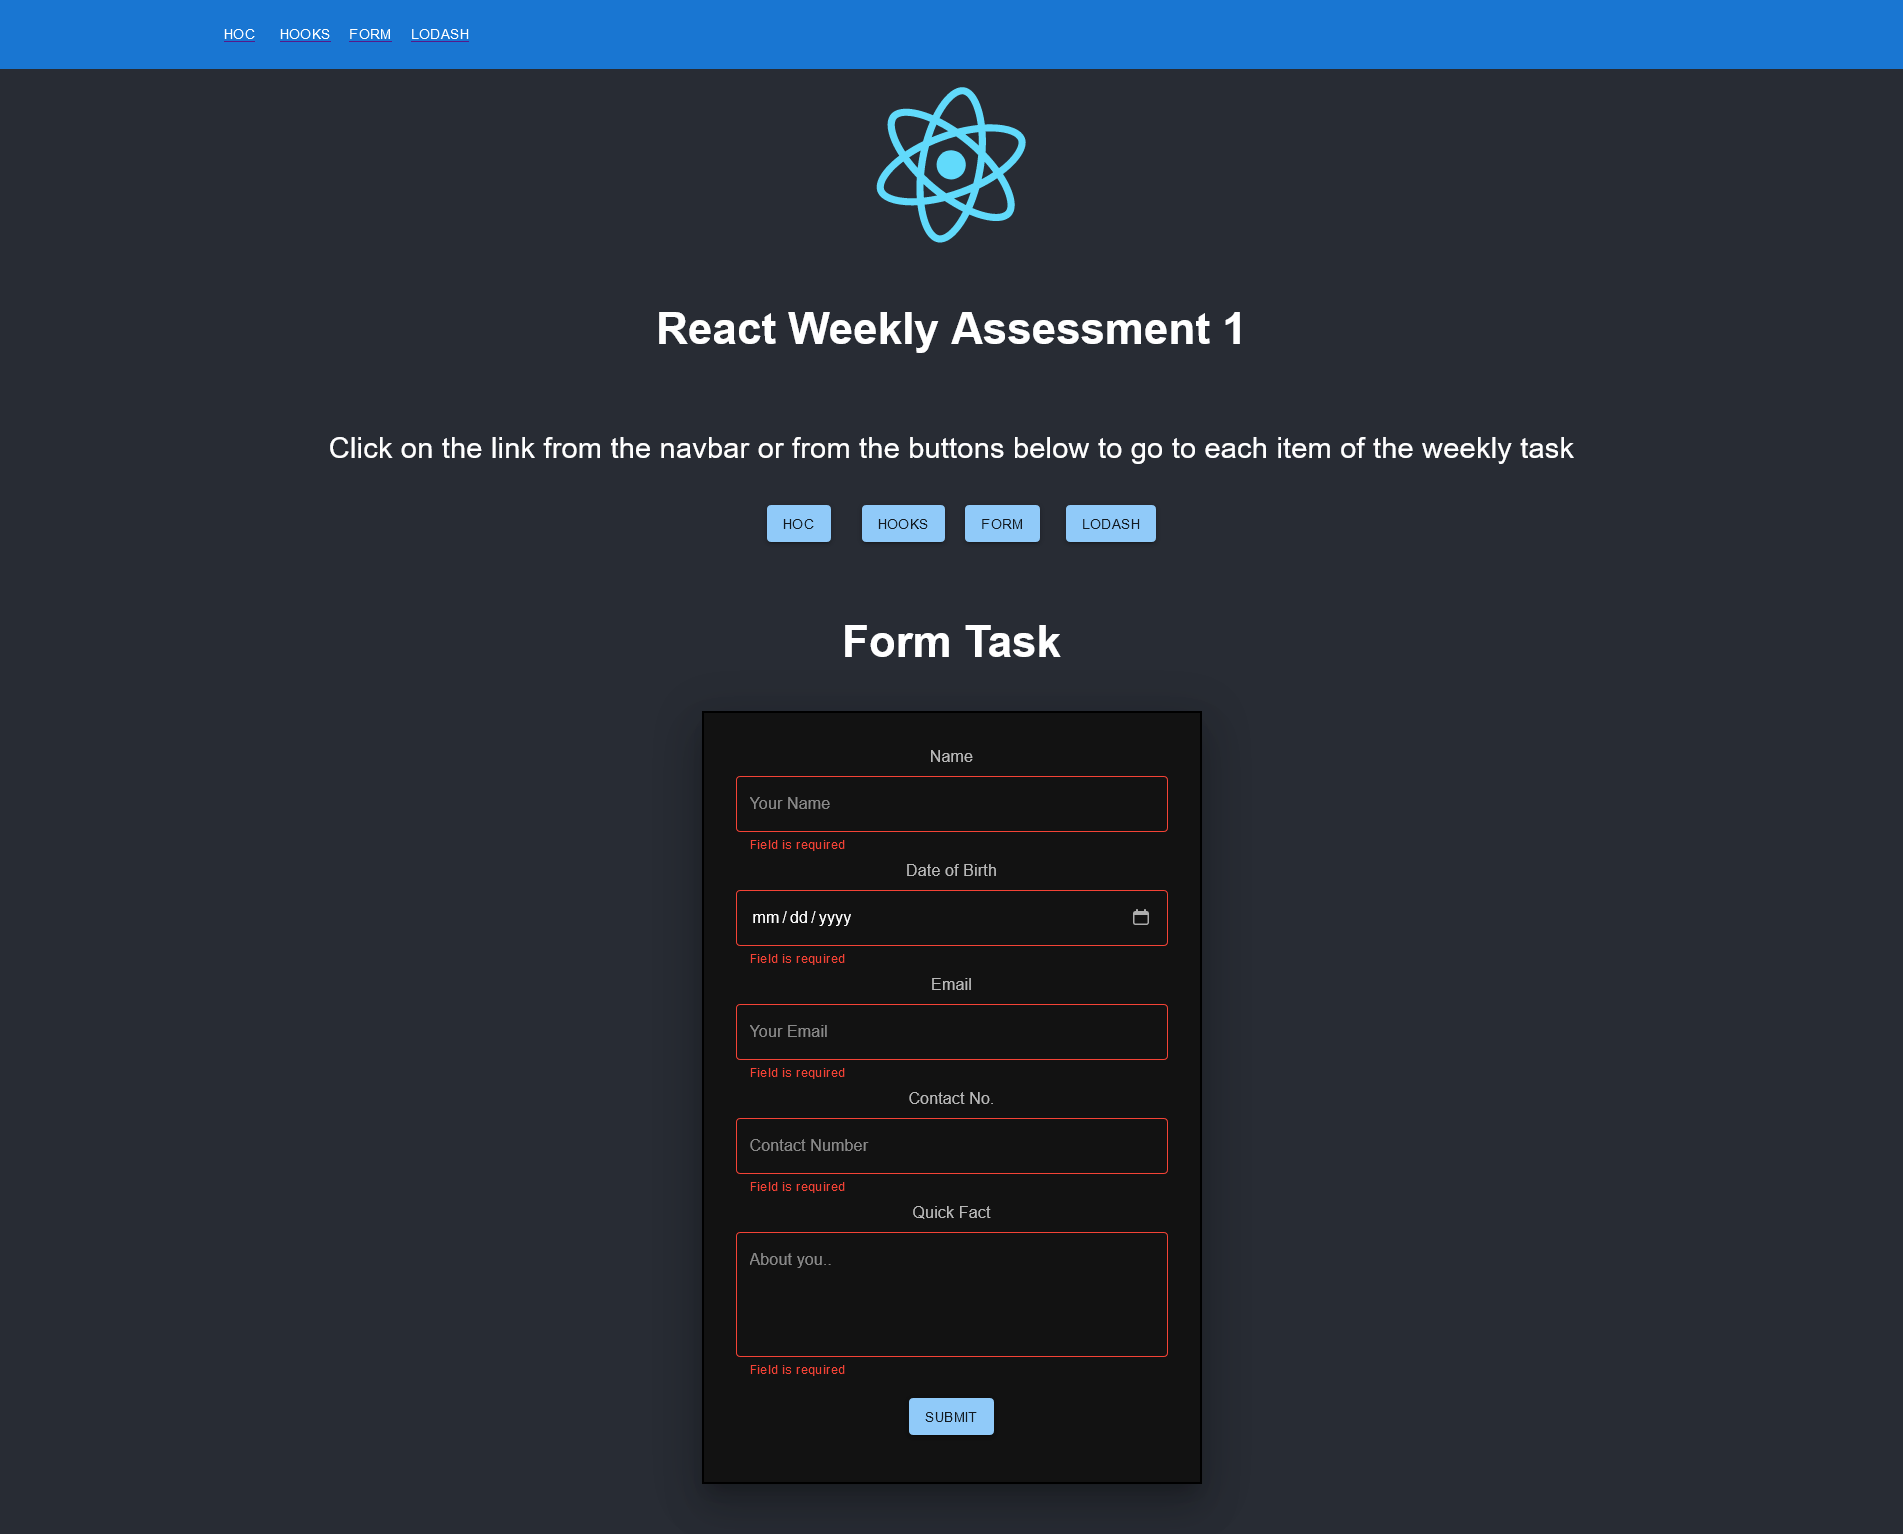 HOC HOOKS FORM LODASH
React Weekly Assessment 1
Click on the link from the navbar or from the buttons below to go to each item of the weekly task
HOC HOOKS FORM LODASH
Form Task
Name
Your Name
Field is required
Date of Birth
mm/dd/yyyy
Field is required
Email
Your Email
Field is required
Contact No.
Contact Number
Field is required
Quick Fact
About you..
Field is required
SUBMIT